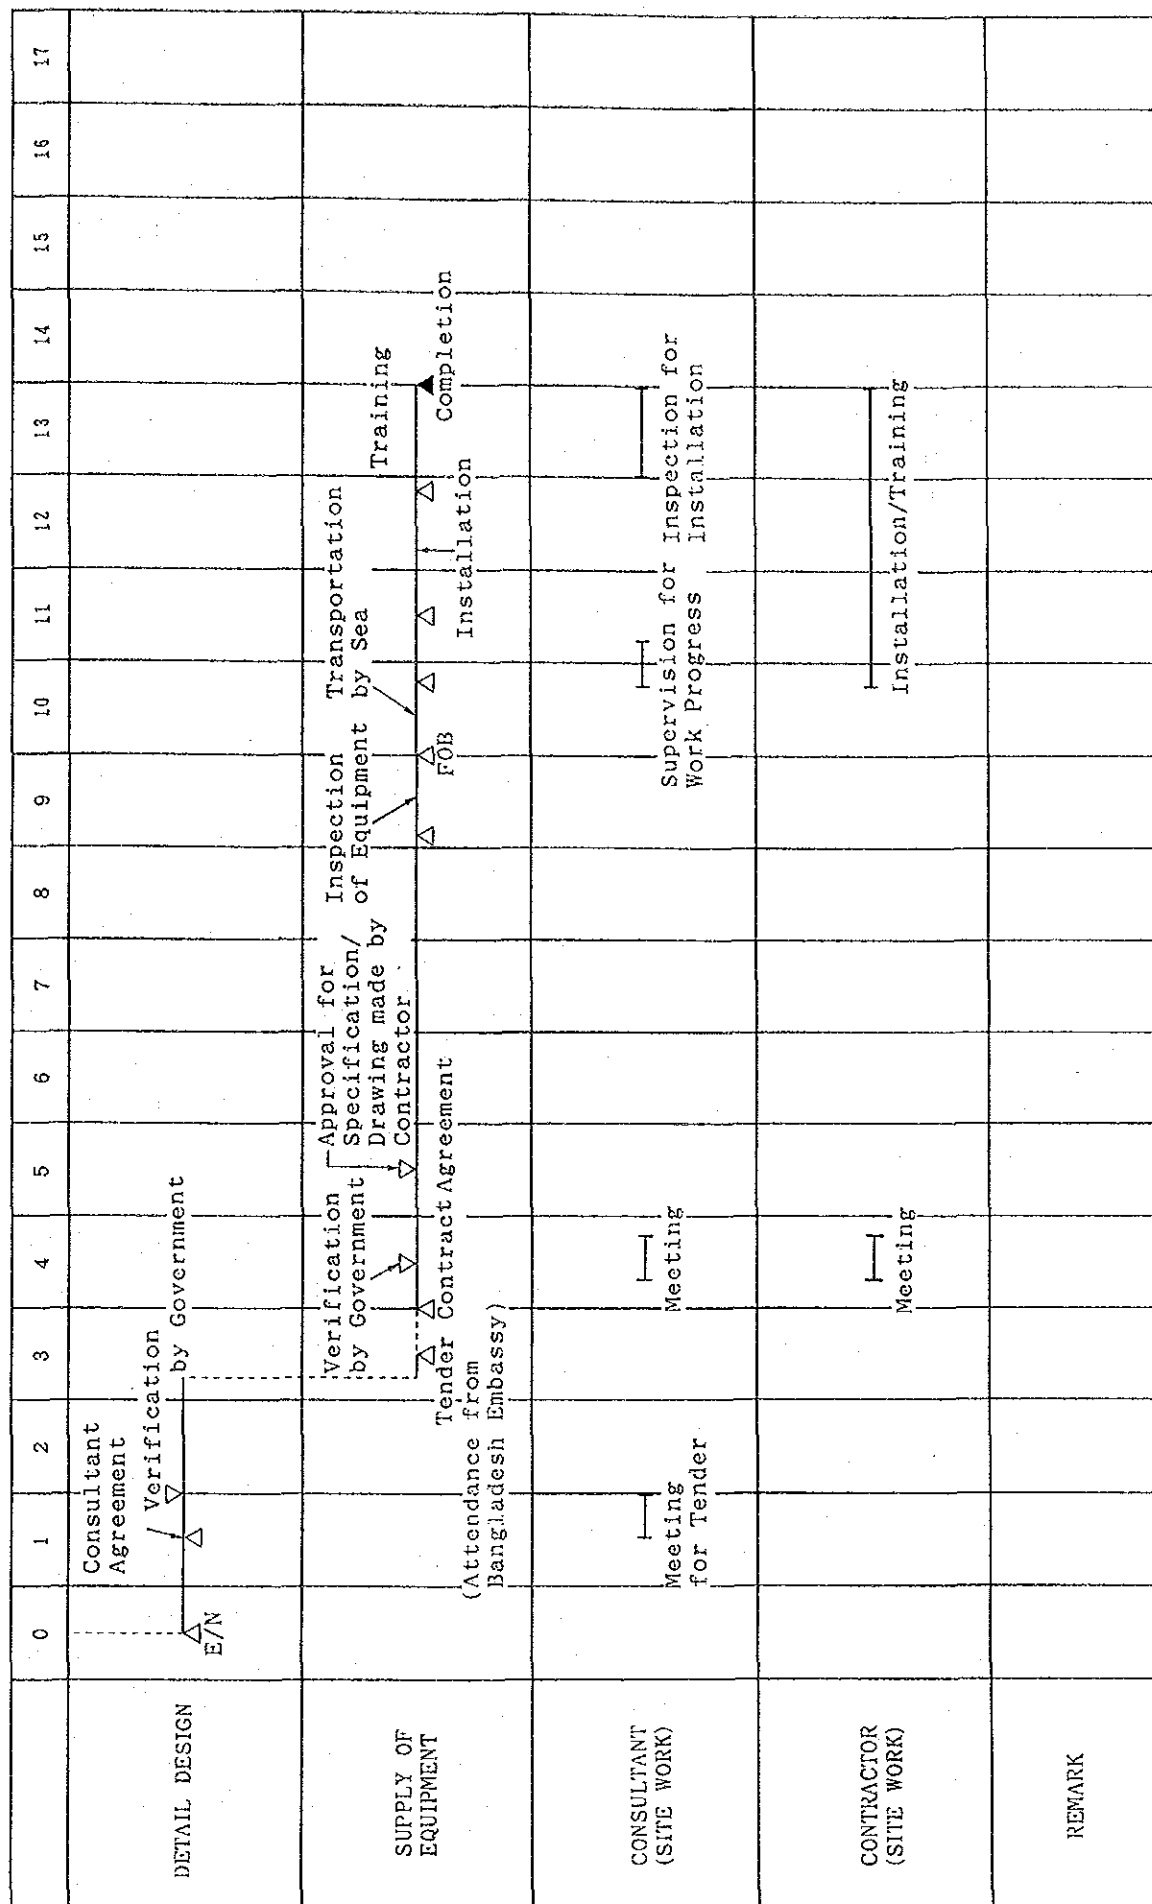 0 1 2 3 4 5 6 7 8 9 10 11 12 13 14 15 16 17
DETAIL DESIGN
Consultant
Agreement
Verification
by Government
E/N
SUPPLY OF
EQUIPMENT
Verification
by Government
Approval for
Specification/
Drawing made by
Contractor
Inspection
of Equipment
Transportation
by Sea
Training
Tender
Contract Agreement
FOB
Installation
Completion
(Attendance from
Bangladesh Embassy)
CONSULTANT
(SITE WORK)
Meeting
for Tender
Meeting
Supervision for
Work Progress
Inspection for
Installation
CONTRACTOR
(SITE WORK)
Meeting
Installation/Training
REMARK